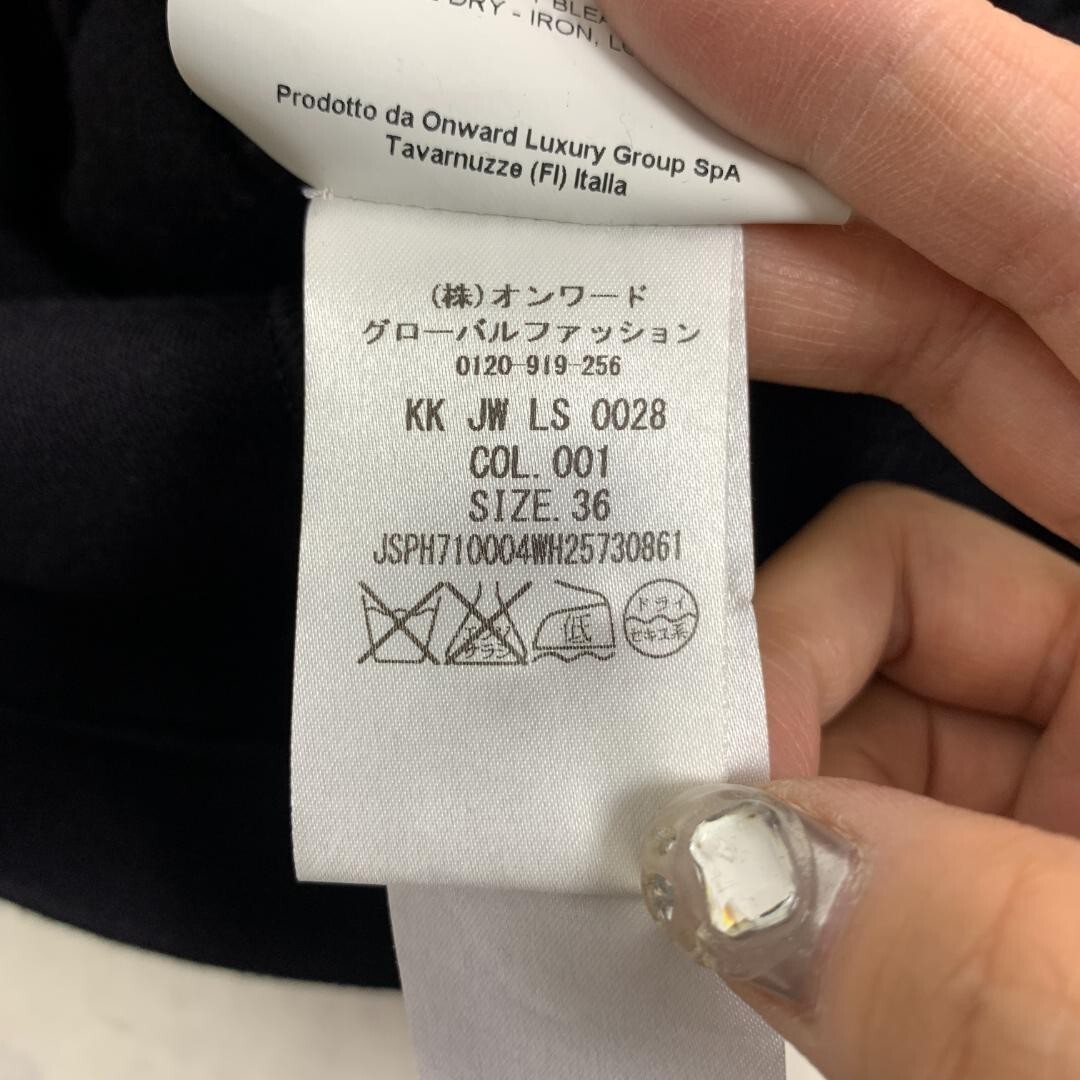 DRY - IRON,
Prodotto da Onward Luxury Group SpA
Tavarnuzze (FI) Italia
(株)オンワード
グローバルファッション
0120-919-256
KK JW LS 0028
COL. 001
SIZE. 36
JSPH710004WH25730861
低
ドライ
セキユ系